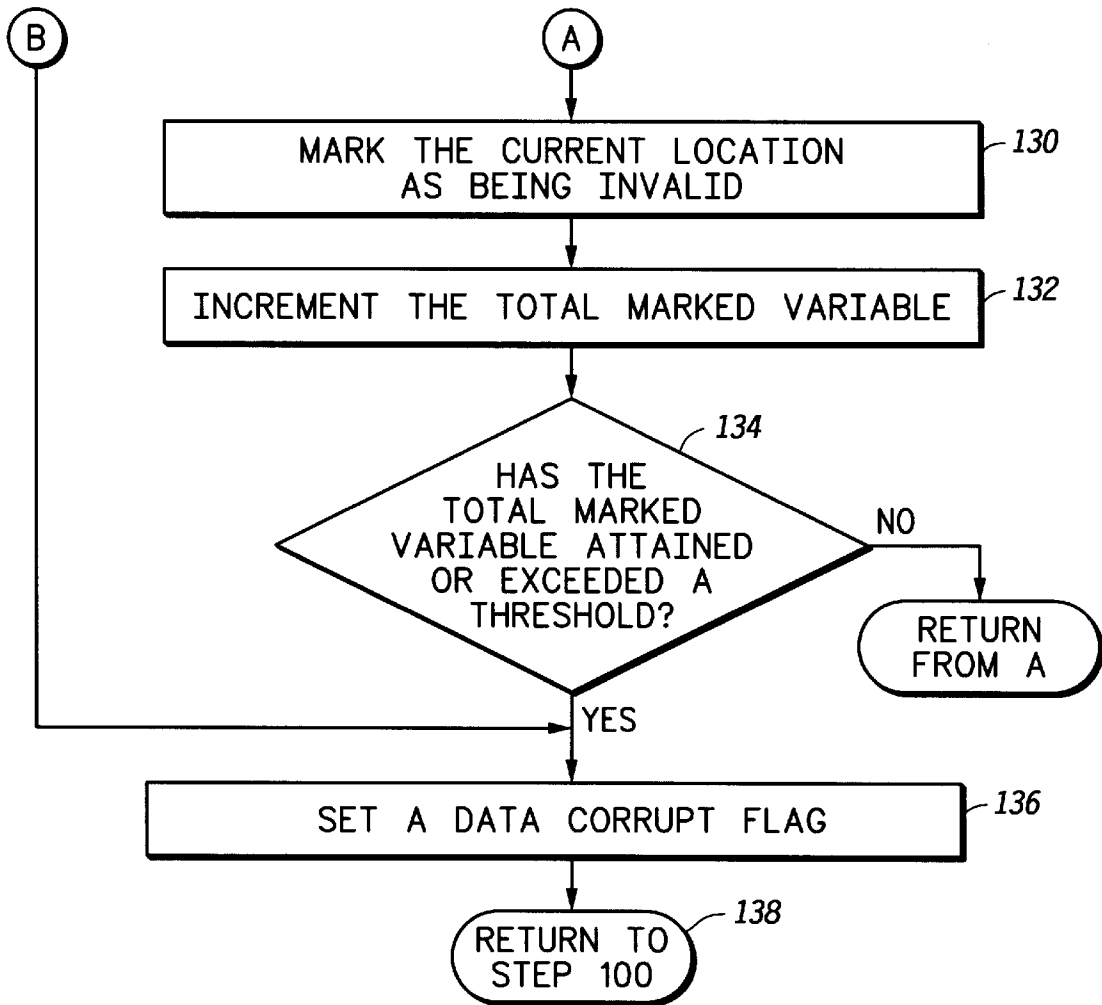 B
A
MARK THE CURRENT LOCATION
AS BEING INVALID
130
INCREMENT THE TOTAL MARKED VARIABLE
132
134
HAS THE
TOTAL MARKED
VARIABLE ATTAINED
OR EXCEEDED A
THRESHOLD?
NO
RETURN
FROM A
YES
SET A DATA CORRUPT FLAG
136
RETURN TO
STEP 100
138